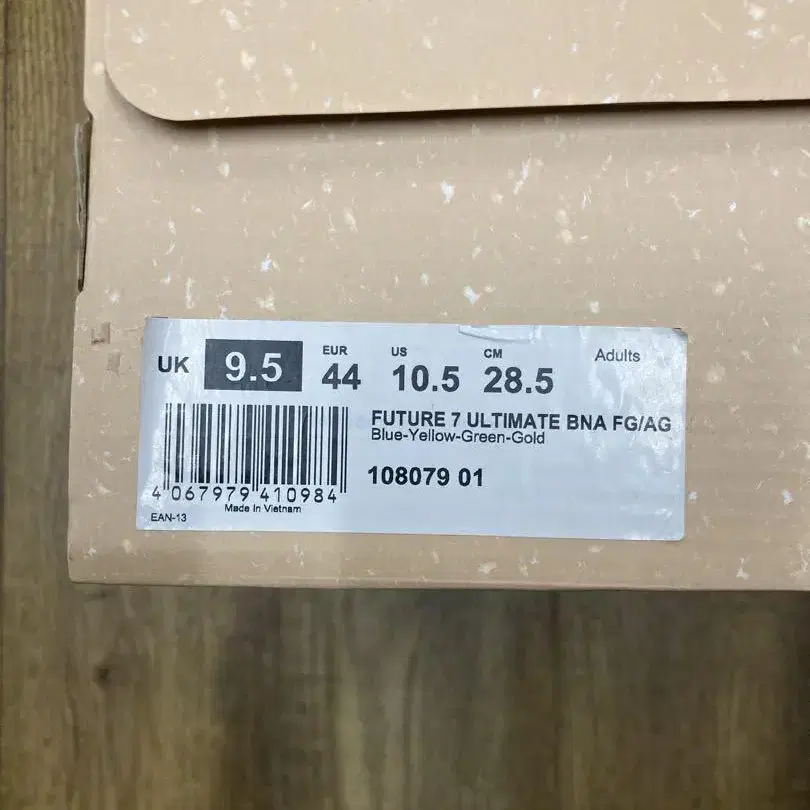 UK 9.5 EUR 44 US 10.5 CM 28.5 Adults
FUTURE 7 ULTIMATE BNA FG/AG
Blue-Yellow-Green-Gold
108079 01
4 067979 410984
Made In Vietnam
EAN-13